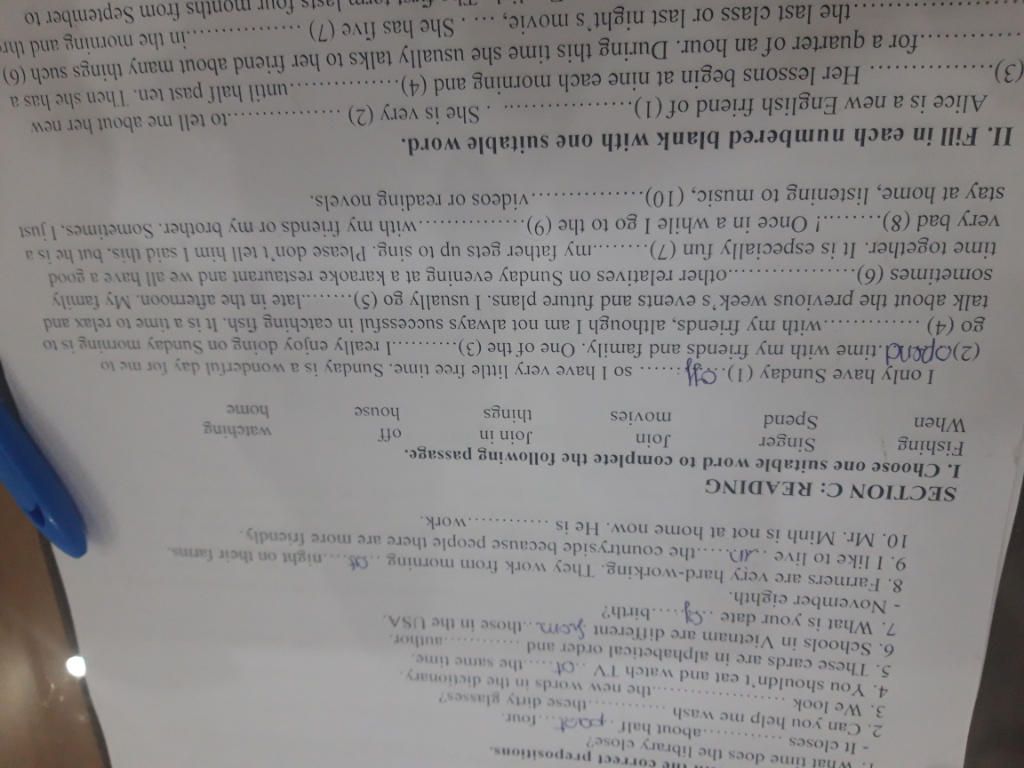 the correct prepositions.
1. What time does the library close?
- It closes ............about half .past... four.
2. Can you help me wash ............these dirty glasses?
3. We look ..................the new words in the dictionary.
4. You shouldn't eat and watch TV ..at....the same time.
5. These cards are in alphabetical order and ............author.
6. Schools in Vietnam are different from..those in the USA.
7. What is your date ..of....birth?
- November eighth.
8. Farmers are very hard-working. They work from morning ..at....night on their farms.
9. I like to live ..in.....the countryside because people there are more friendly.
10. Mr. Minh is not at home now. He is ............work.
SECTION C: READING
I. Choose one suitable word to complete the following passage.
Fishing Singer Join Join in off watching
When Spend movies things house home
I only have Sunday (1)..off...... so I have very little free time. Sunday is a wonderful day for me to
(2)spend.time with my friends and family. One of the (3)..........I really enjoy doing on Sunday morning is to
go (4) ..............with my friends, although I am not always successful in catching fish. It is a time to relax and
talk about the previous week's events and future plans. I usually go (5)........late in the afternoon. My family
sometimes (6)..................other relatives on Sunday evening at a karaoke restaurant and we all have a good
time together. It is especially fun (7)........my father gets up to sing. Please don't tell him I said this, but he is a
very bad (8)........! Once in a while I go to the (9)................with my friends or my brother. Sometimes, I just
stay at home, listening to music, (10)................videos or reading novels.
II. Fill in each numbered blank with one suitable word.
Alice is a new English friend of (1)................... . She is very (2) ................to tell me about her new
(3)................ Her lessons begin at nine each morning and (4)................until half past ten. Then she has a
................for a quarter of an hour. During this time she usually talks to her friend about many things such (6)
................the last class or last night's movie, ... . She has five (7) ................in the morning and
term lasts four months from September to